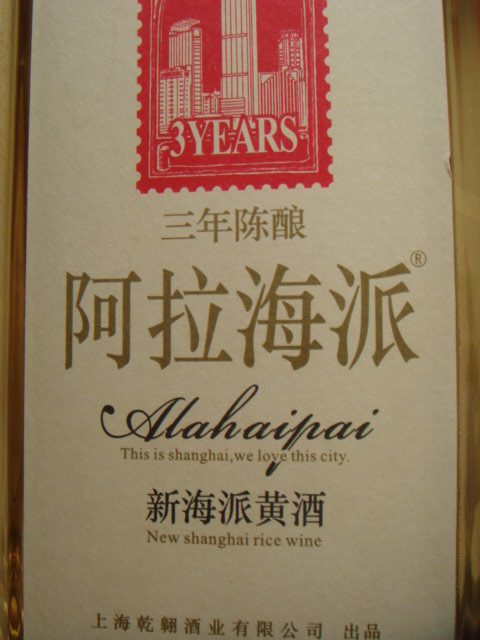 3YEARS
三年陈酿
阿拉海派®
Alahaipai
This is shanghai,we love this city.
新海派黄酒
New shanghai rice wine
上海乾翱酒业有限公司 出品